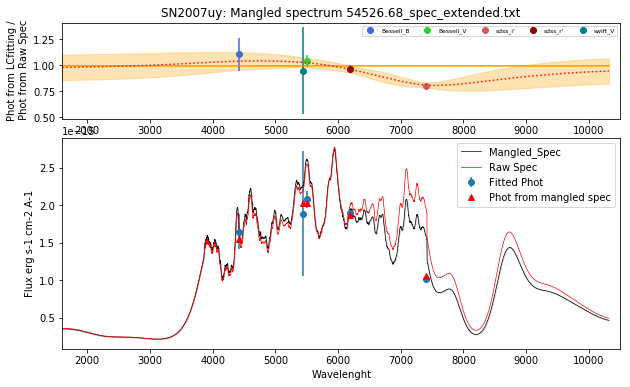 SN2007uy: Mangled spectrum 54526.68_spec_extended.txt
Phot from LCfitting /
Phot from Raw Spec
1.25
1.00
0.75
0.50
Bessell_B
Bessell_V
sdss_i'
sdss_r'
swift_V
2000 3000 4000 5000 6000 7000 8000 9000 10000
1e−15
Flux erg s-1 cm-2 A-1
2.5
2.0
1.5
1.0
0.5
Mangled_Spec
Raw Spec
Fitted Phot
Phot from mangled spec
2000 3000 4000 5000 6000 7000 8000 9000 10000
Wavelenght